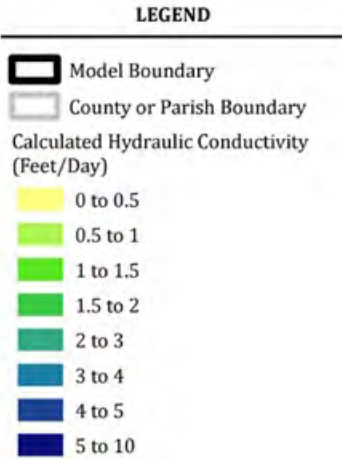 LEGEND
Model Boundary
County or Parish Boundary
Calculated Hydraulic Conductivity
(Feet/Day)
0 to 0.5
0.5 to 1
1 to 1.5
1.5 to 2
2 to 3
3 to 4
4 to 5
5 to 10